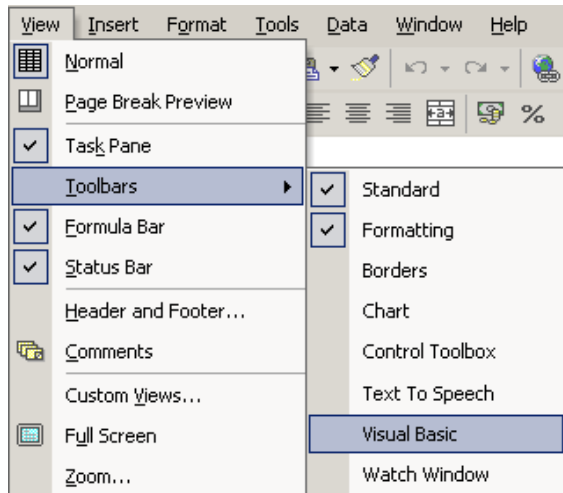 View Insert Format Tools Data Window Help
Normal
Page Break Preview
Task Pane
Toolbars
Formula Bar
Status Bar
Header and Footer...
Comments
Custom Views...
Full Screen
Zoom...
%
Standard
Formatting
Borders
Chart
Control Toolbox
Text To Speech
Visual Basic
Watch Window